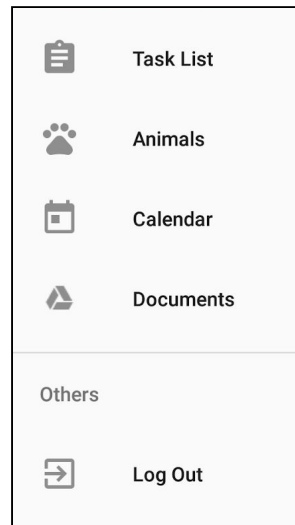 Task List
Animals
Calendar
Documents
Others
Log Out